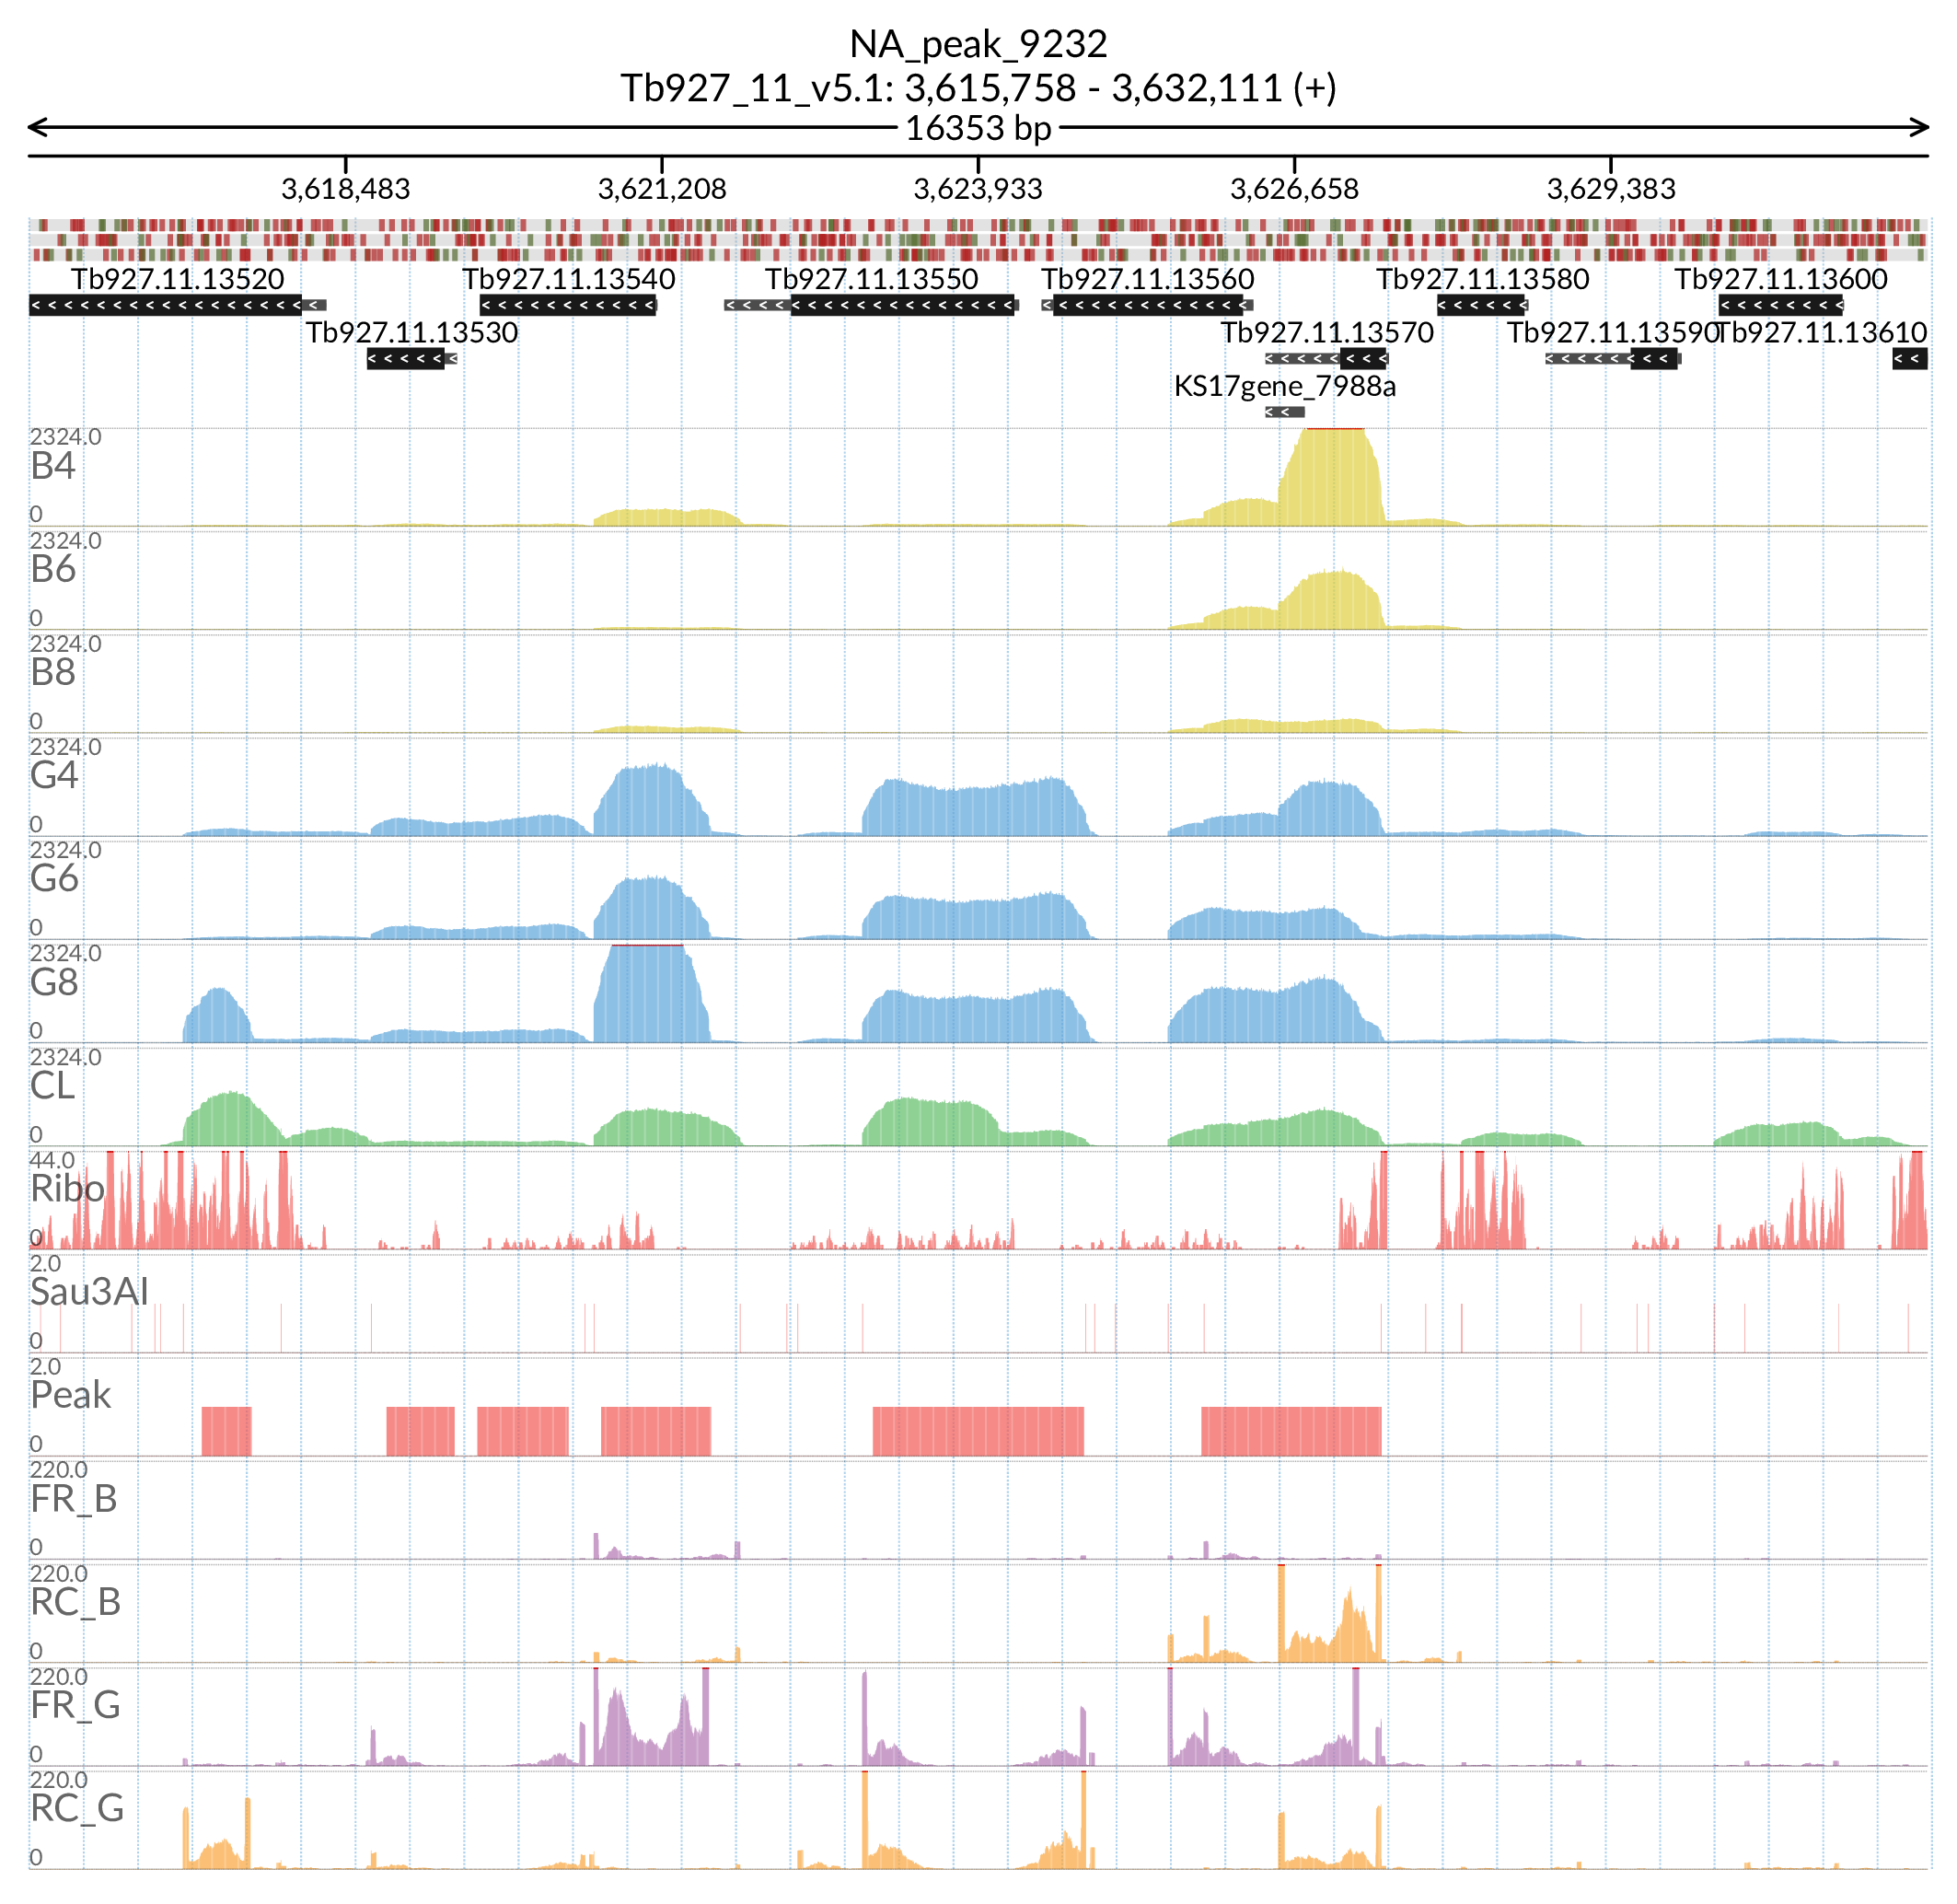 NA_peak_9232
Tb927_11_v5.1: 3,615,758 - 3,632,111 (+)
16353 bp
3,618,483 3,621,208 3,623,933 3,626,658 3,629,383
Tb927.11.13520 Tb927.11.13540 Tb927.11.13550 Tb927.11.13560 Tb927.11.13580 Tb927.11.13600
Tb927.11.13530 Tb927.11.13570 Tb927.11.13590 Tb927.11.13610
KS17gene_7988a
2324.0
B4
0
2324.0
B6
0
2324.0
B8
0
2324.0
G4
0
2324.0
G6
0
2324.0
G8
0
2324.0
CL
0
44.0
Ribo
0
2.0
Sau3AI
0
2.0
Peak
0
220.0
FR_B
0
220.0
RC_B
0
220.0
FR_G
0
220.0
RC_G
0